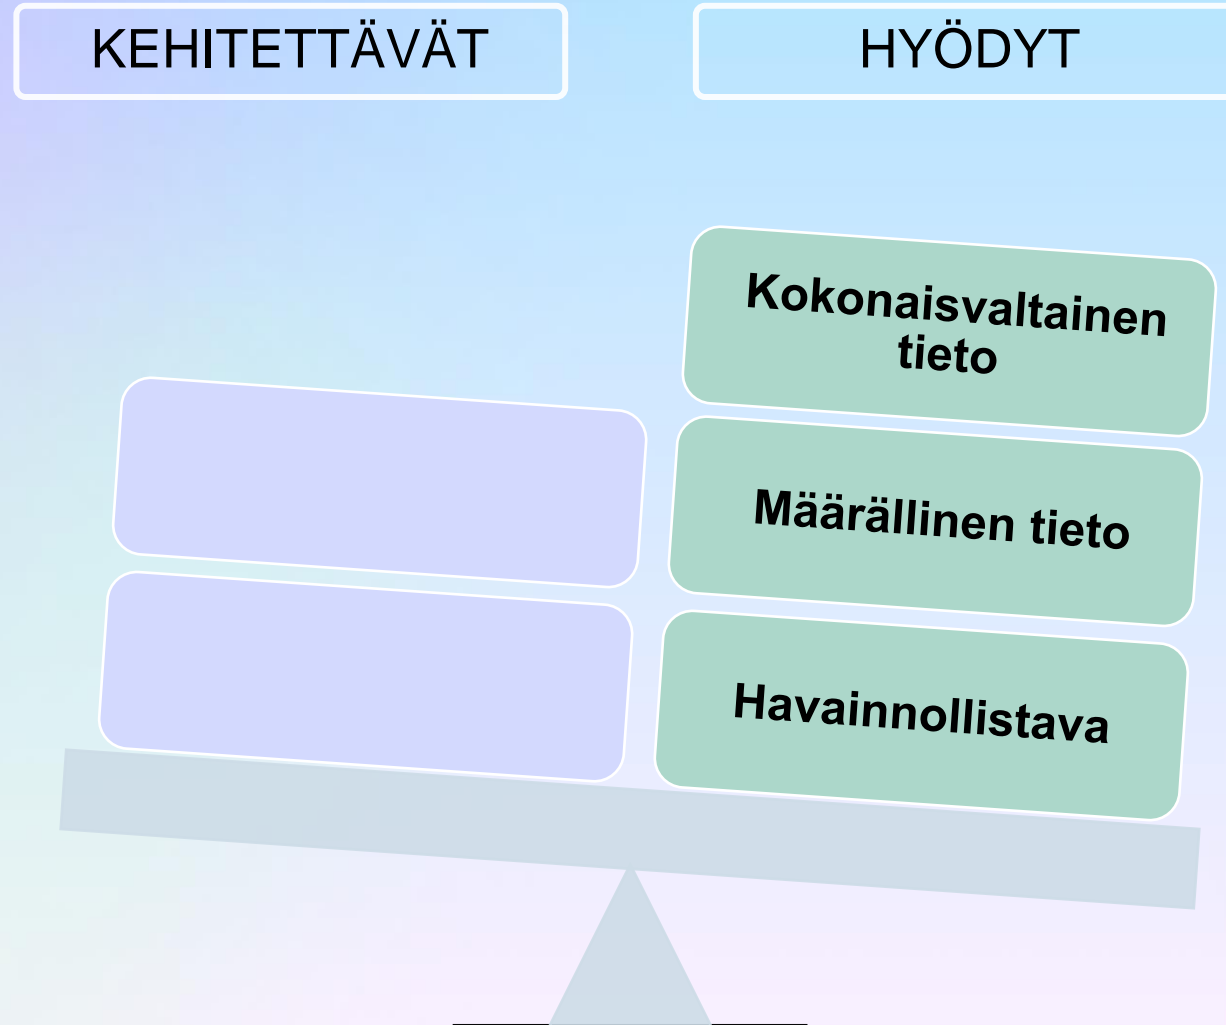 KEHITETTÄVÄT
HYÖDYT
Kokonaisvaltainen
tieto
Määrällinen tieto
Havainnollistava